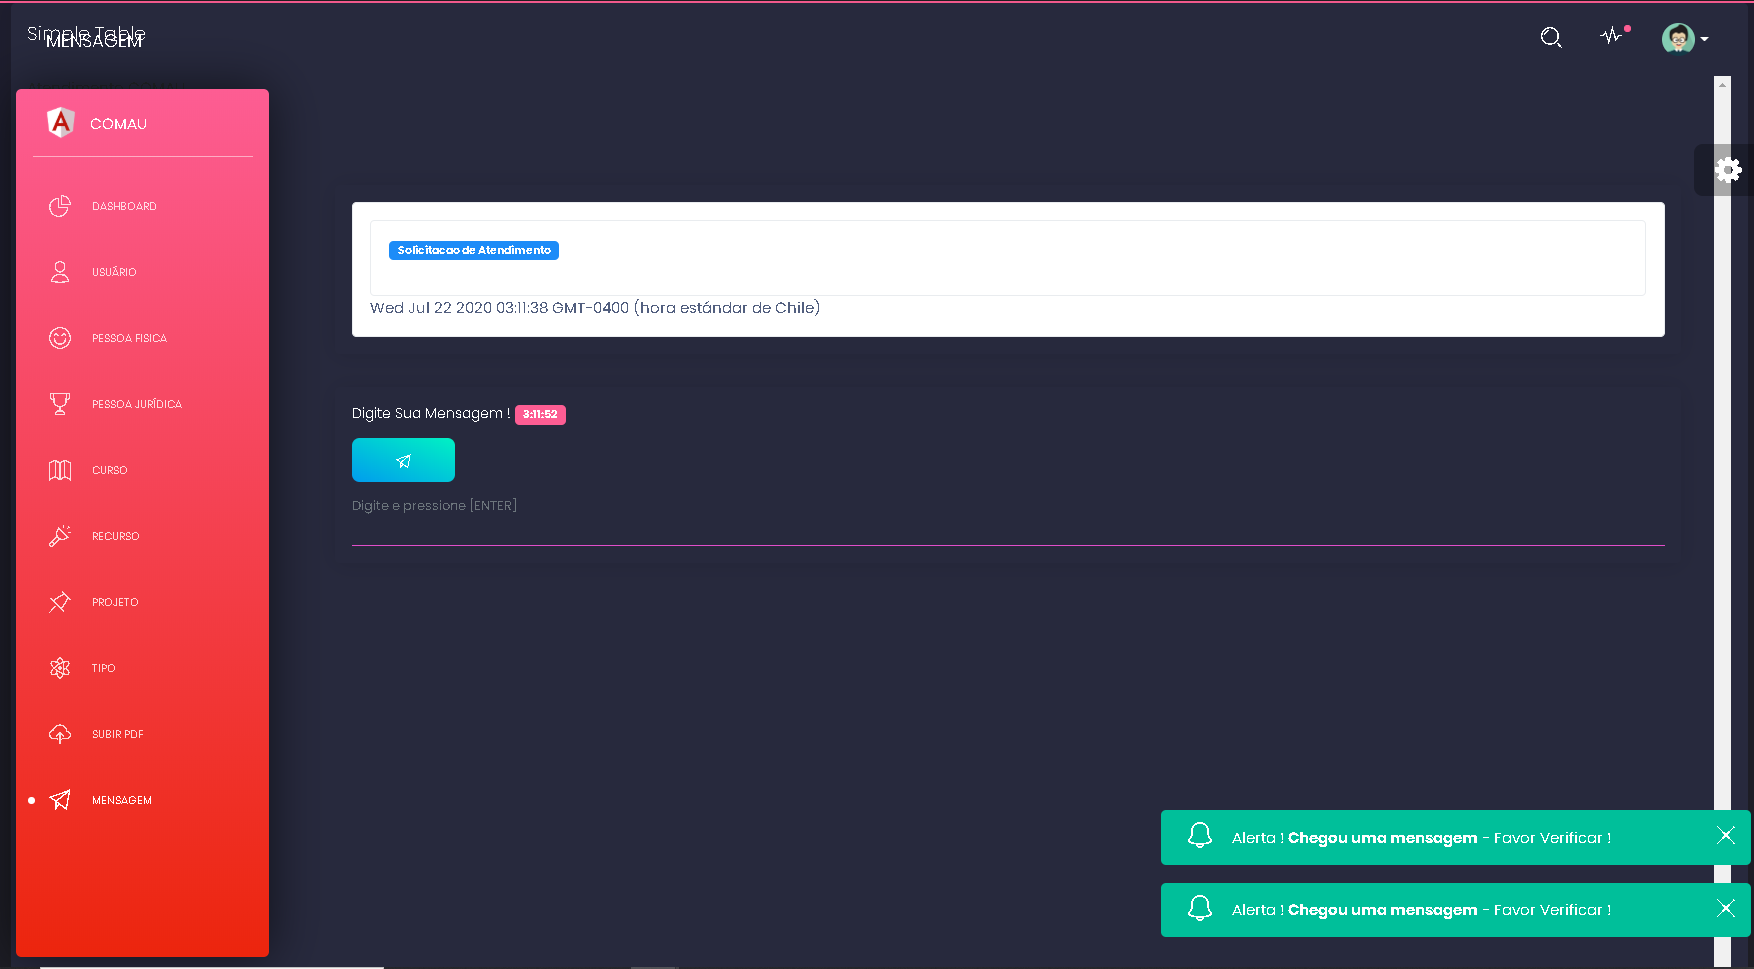 Simple Table
MENSAGEM
COMAU
DASHBOARD
USUÁRIO
PESSOA FISICA
PESSOA JURÍDICA
CURSO
RECURSO
PROJETO
TIPO
SUBIR PDF
MENSAGEM
Solicitacao de Atendimento
Wed Jul 22 2020 03:11:38 GMT-0400 (hora estándar de Chile)
Digite Sua Mensagem ! 3:11:52
Digite e pressione [ENTER]
Alerta ! Chegou uma mensagem - Favor Verificar !
Alerta ! Chegou uma mensagem - Favor Verificar !